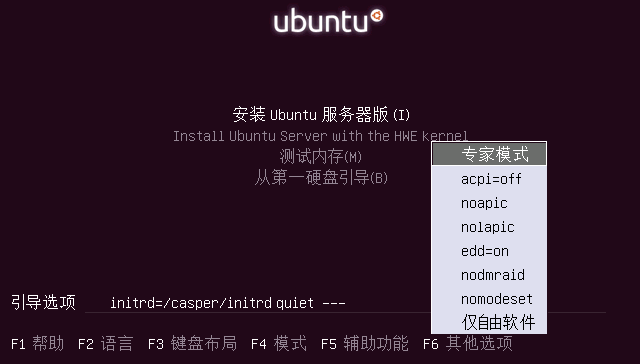 ubuntu
安装 Ubuntu 服务器版 (I)
Install Ubuntu Server with the HWE kernel
测试内存(M)
从第一硬盘引导(B)
专家模式
acpi=off
noapic
nolapic
edd=on
nodmraid
nomodeset
仅自由软件
引导选项 initrd=/casper/initrd quiet ---
F1 帮助 F2 语言 F3 键盘布局 F4 模式 F5 辅助功能 F6 其他选项